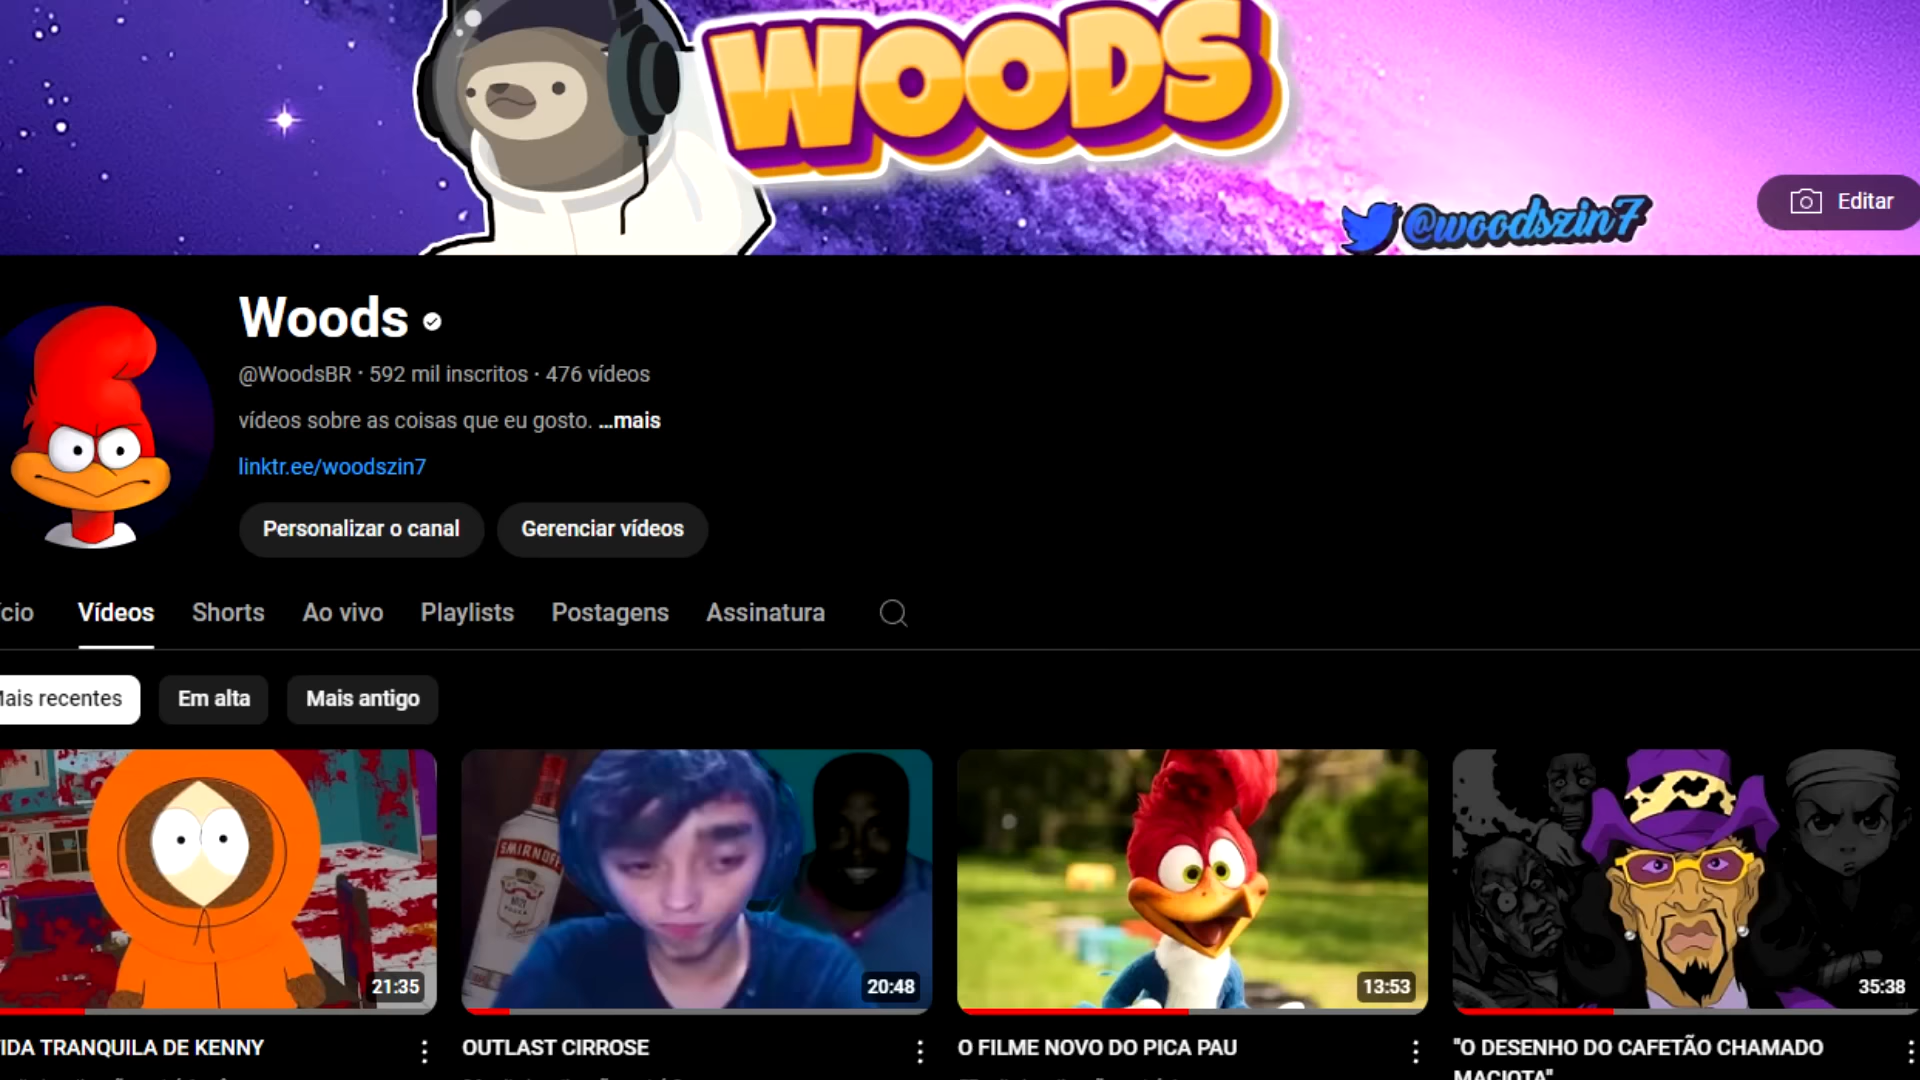 WOODS
@woodszin7
Editar
Woods
@WoodsBR · 592 mil inscritos · 476 vídeos
vídeos sobre as coisas que eu gosto. ...mais
linktr.ee/woodszin7
Personalizar o canal
Gerenciar vídeos
cio Vídeos Shorts Ao vivo Playlists Postagens Assinatura
Mais recentes Em alta Mais antigo
SMIRNOFF
21:35
20:48
13:53
35:38
IDA TRANQUILA DE KENNY
OUTLAST CIRROSE
O FILME NOVO DO PICA PAU
"O DESENHO DO CAFETÃO CHAMADO
MACIOTA"